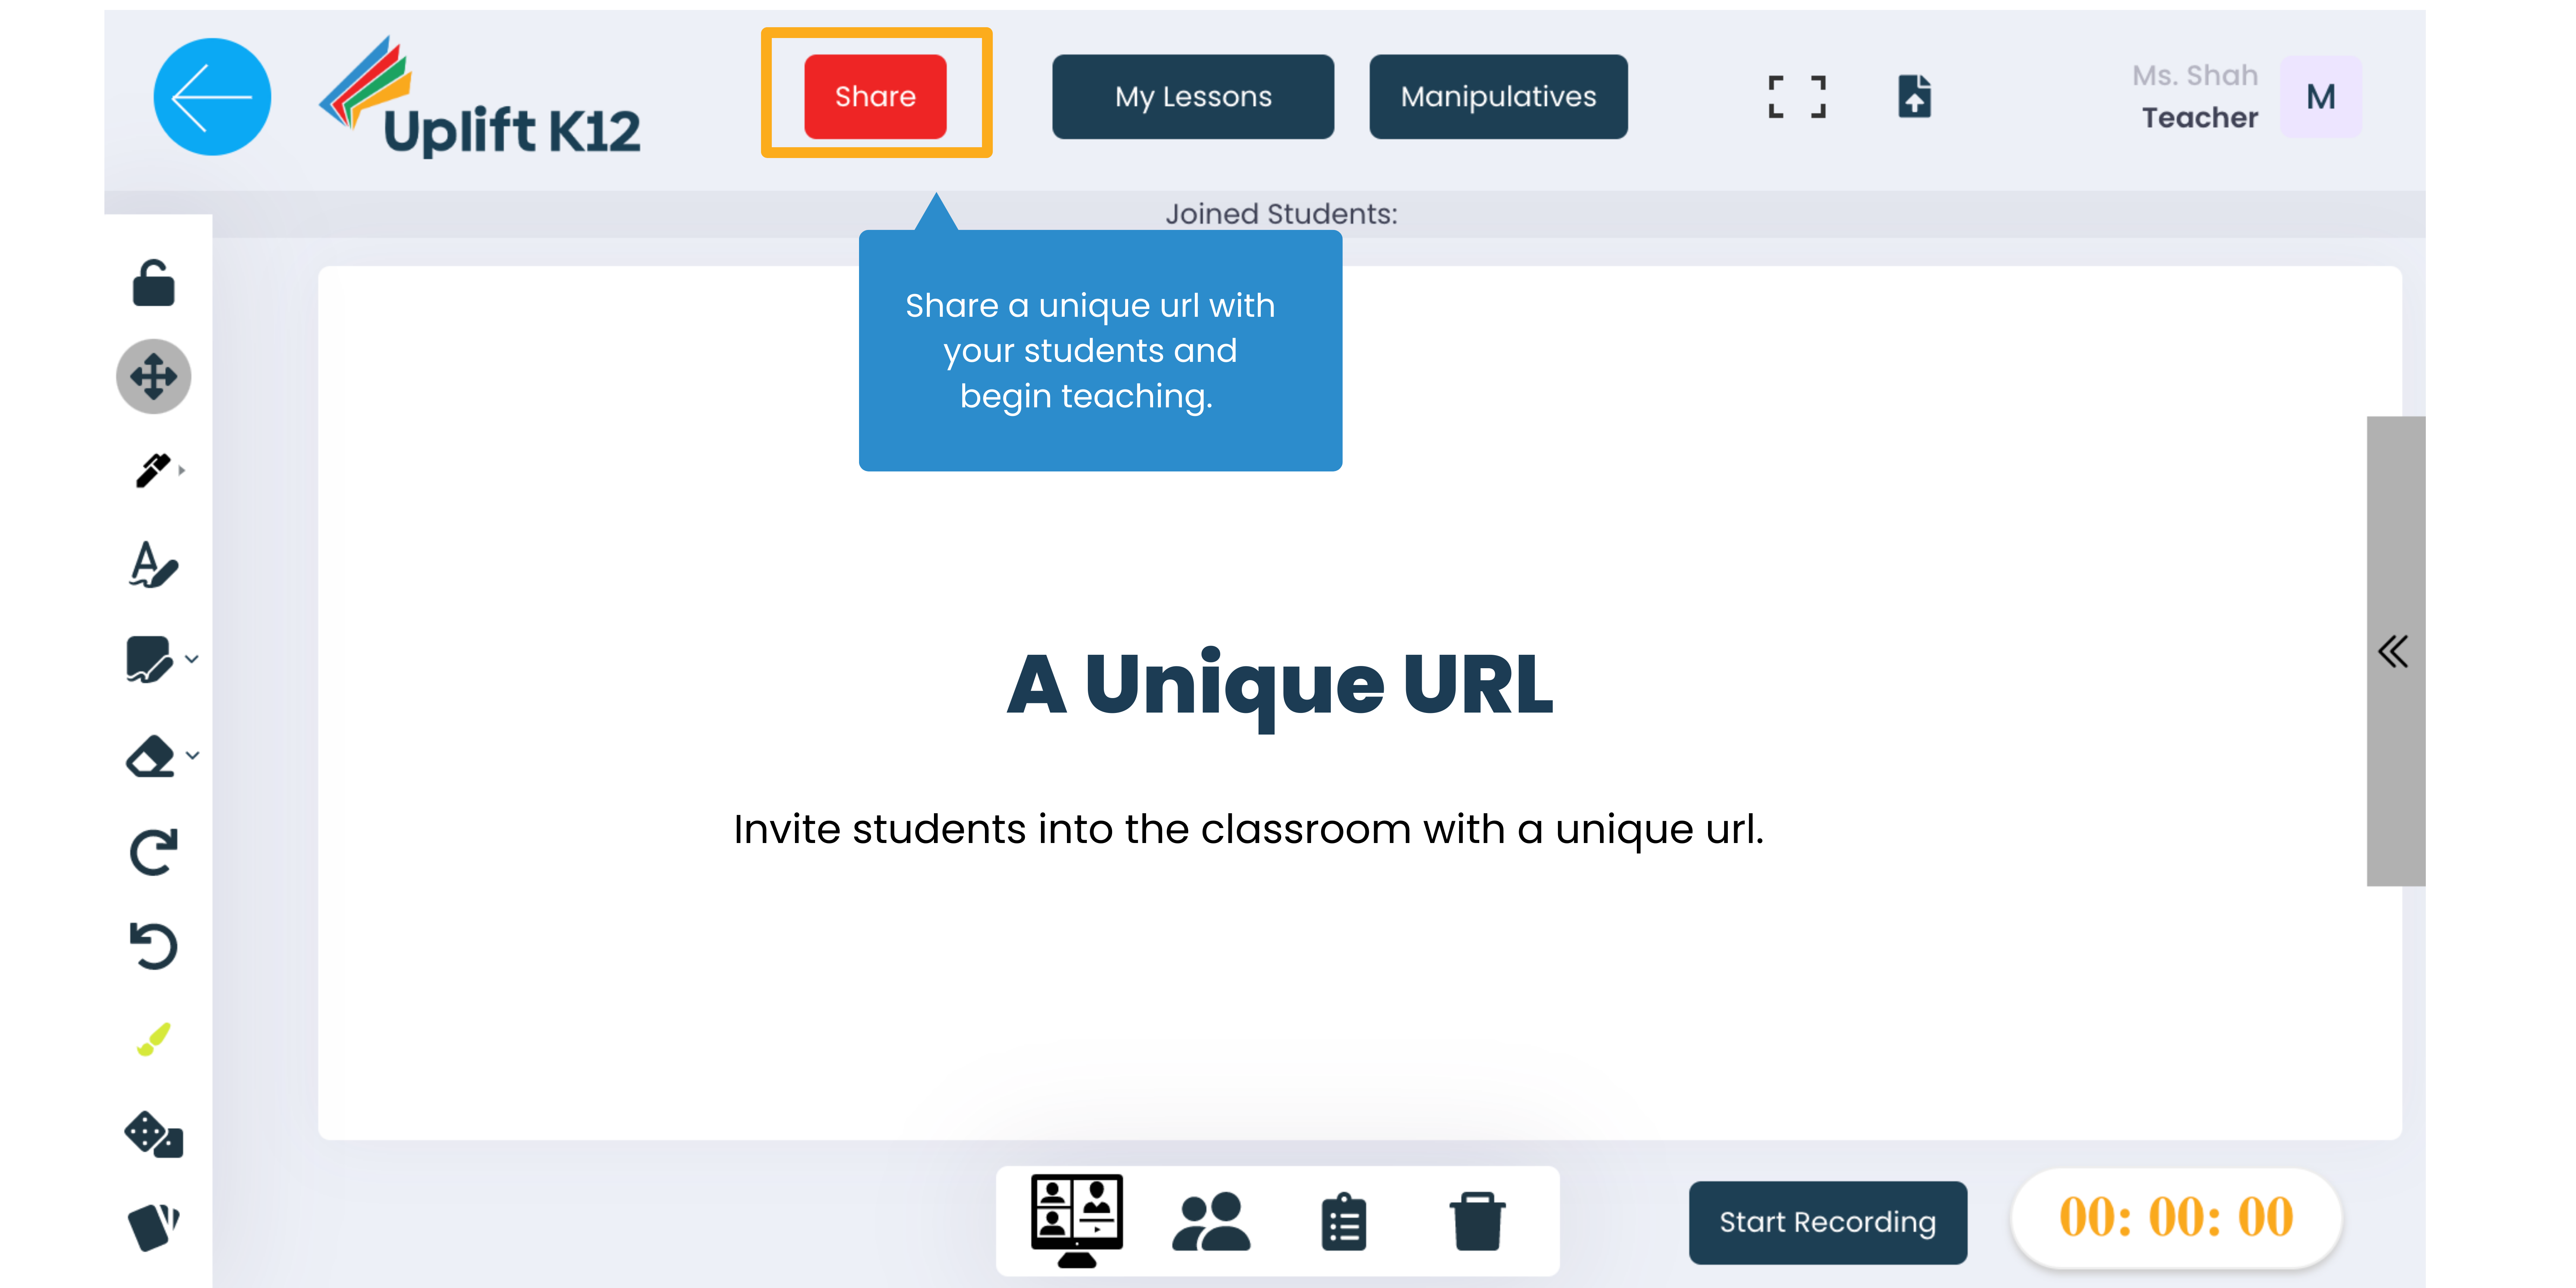 Uplift K12
Share
My Lessons
Manipulatives
Ms. Shah
Teacher
M
Joined Students:
Share a unique url with
your students and
begin teaching.
A Unique URL
Invite students into the classroom with a unique url.
Start Recording
00: 00: 00